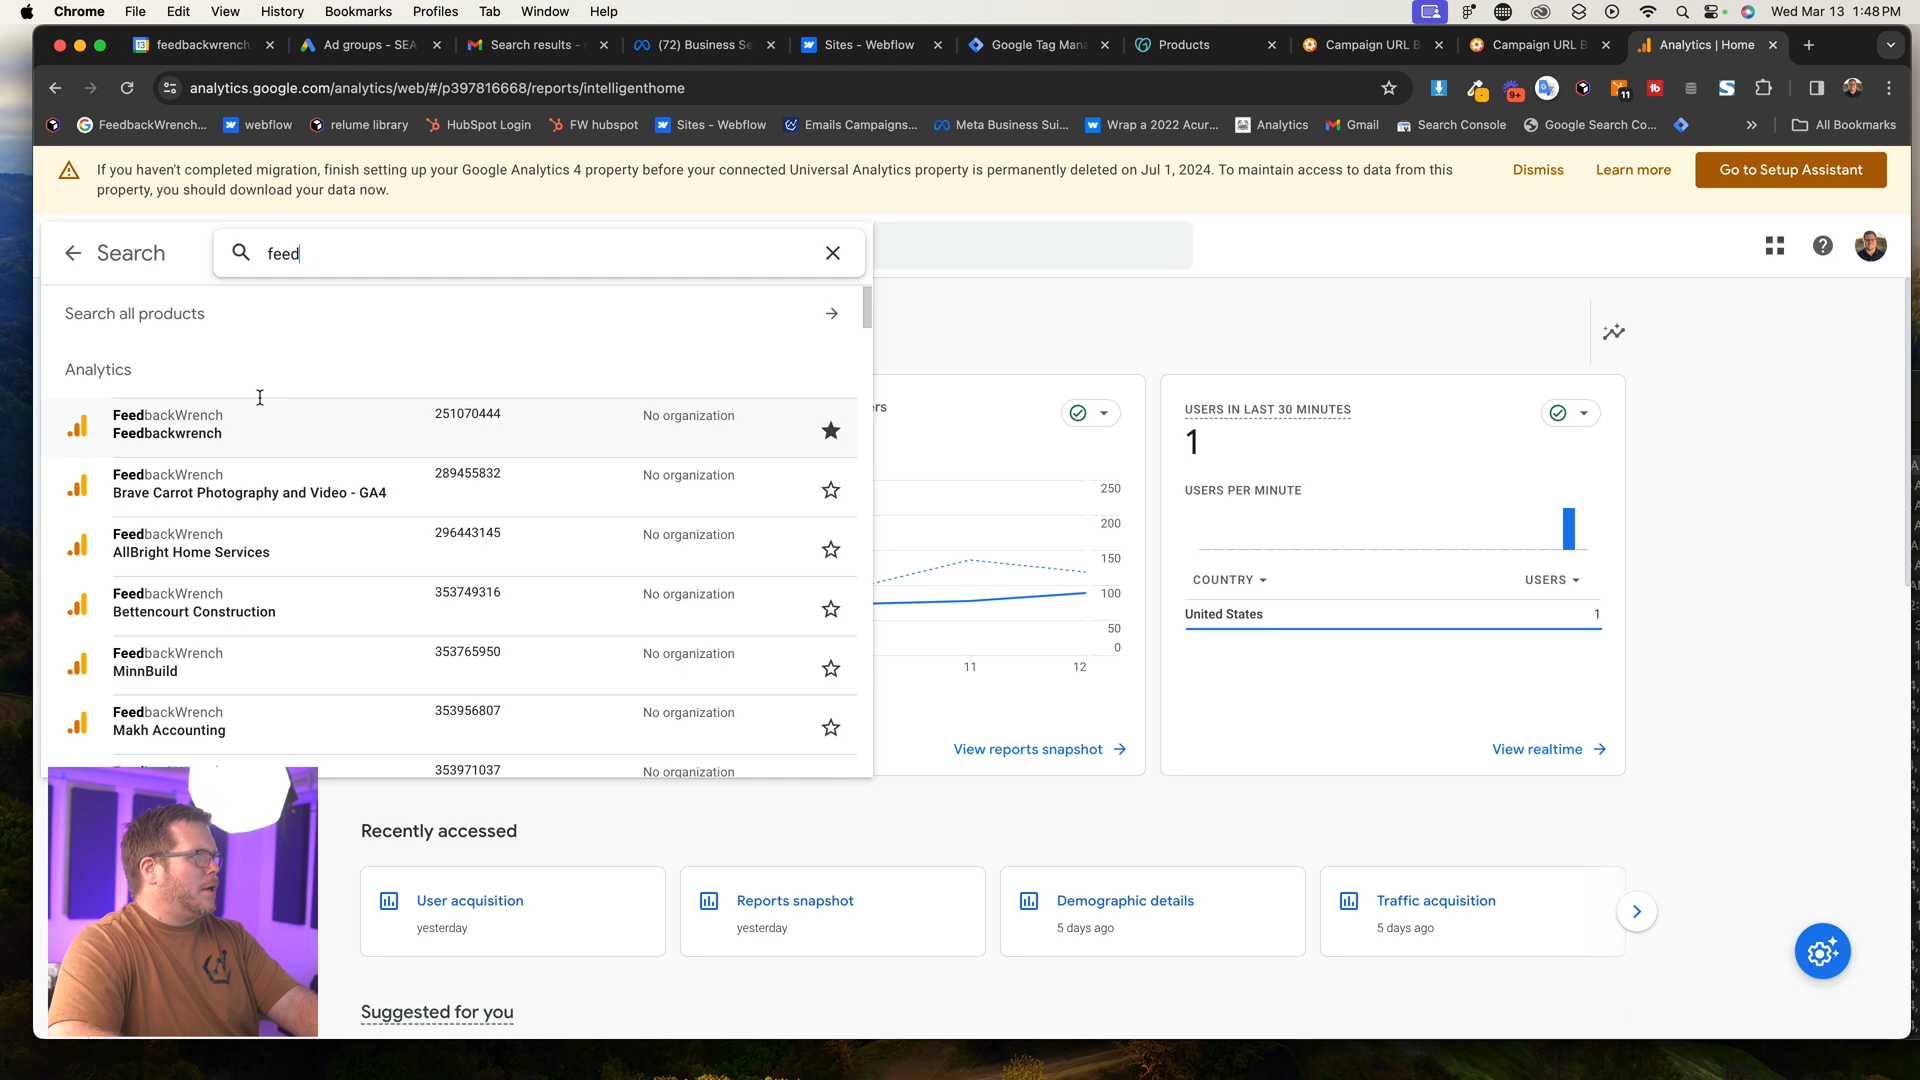 Chrome File Edit View History Bookmarks Profiles Tab Window Help
Wed Mar 13 1:48 PM
feedbackwrench
Ad groups - SEA
Search results -
(72) Business Se
Sites - Webflow
Google Tag Mana
Products
Campaign URL B
Campaign URL B
Analytics | Home
analytics.google.com/analytics/web/#/p397816668/reports/intelligenthome
9+
11
FeedbackWrench...
webflow
relume library
HubSpot Login
FW hubspot
Sites - Webflow
Emails Campaigns...
Meta Business Sui...
Wrap a 2022 Acur...
Analytics
Gmail
Search Console
Google Search Co...
All Bookmarks
If you haven't completed migration, finish setting up your Google Analytics 4 property before your connected Universal Analytics property is permanently deleted on Jul 1, 2024. To maintain access to data from this
property, you should download your data now.
Dismiss
Learn more
Go to Setup Assistant
Search
feed
Search all products
Analytics
FeedbackWrench 251070444 No organization
Feedbackwrench
FeedbackWrench 289455832 No organization
Brave Carrot Photography and Video - GA4
FeedbackWrench 296443145 No organization
AllBright Home Services
FeedbackWrench 353749316 No organization
Bettencourt Construction
FeedbackWrench 353765950 No organization
MinnBuild
FeedbackWrench 353956807 No organization
Makh Accounting
353971037 No organization
ers
250
200
150
100
50
0
11 12
View reports snapshot
USERS IN LAST 30 MINUTES
1
USERS PER MINUTE
COUNTRY USERS
United States 1
View realtime
Recently accessed
User acquisition
yesterday
Reports snapshot
yesterday
Demographic details
5 days ago
Traffic acquisition
5 days ago
Suggested for you